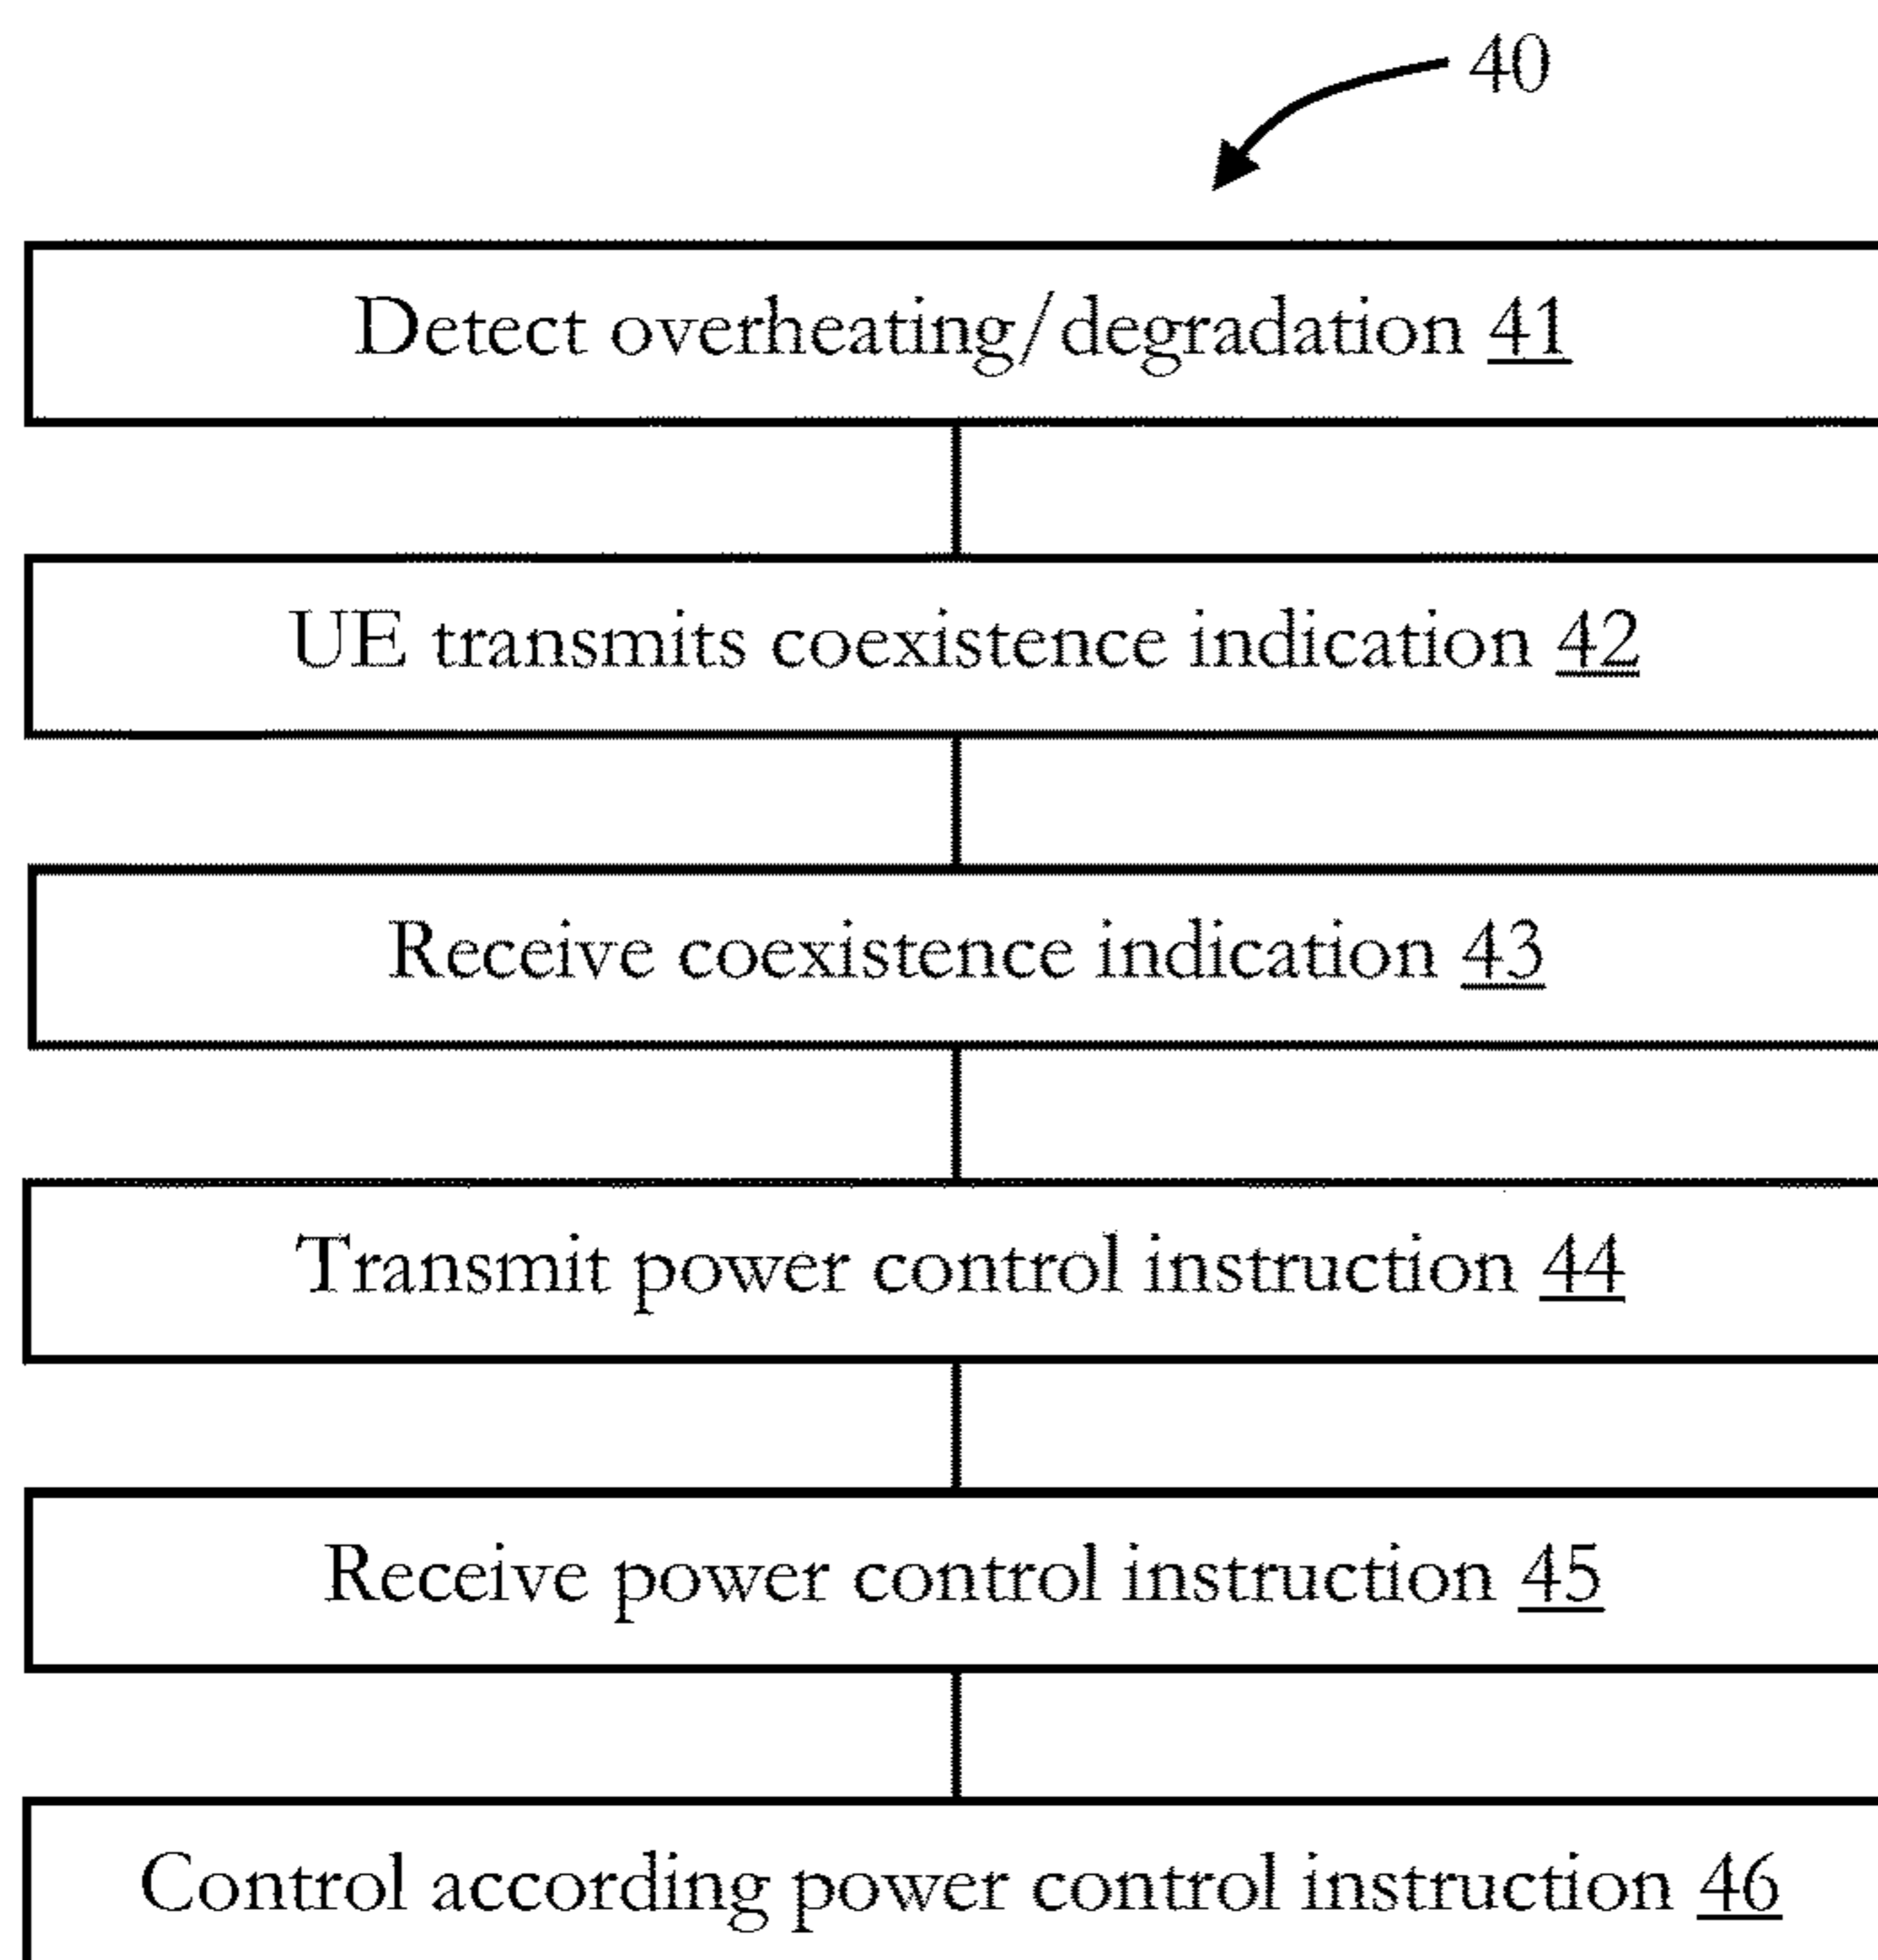 40
Detect overheating/degradation 41
UE transmits coexistence indication 42
Receive coexistence indication 43
Transmit power control instruction 44
Receive power control instruction 45
Control according power control instruction 46